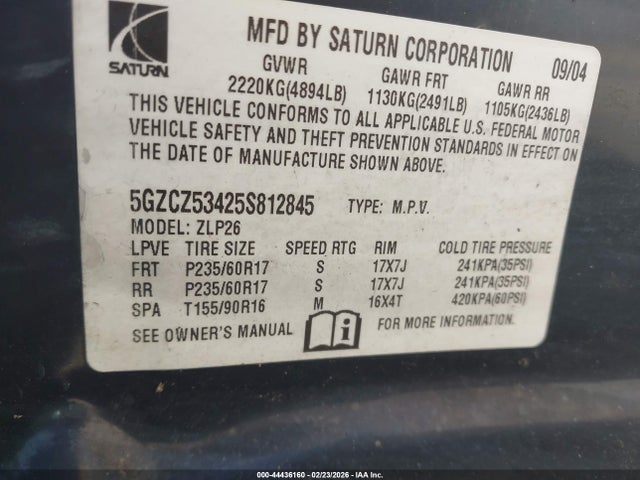 SATURN
MFD BY SATURN CORPORATION 09/04
GVWR GAWR FRT GAWR RR
2220KG(4894LB) 1130KG(2491LB) 1105KG(2436LB)
THIS VEHICLE CONFORMS TO ALL APPLICABLE U.S. FEDERAL MOTOR
VEHICLE SAFETY AND THEFT PREVENTION STANDARDS IN EFFECT ON
THE DATE OF MANUFACTURE SHOWN ABOVE.
5GZCZ53425S812845 TYPE: M.P.V.
MODEL: ZLP26
LPVE TIRE SIZE SPEED RTG RIM COLD TIRE PRESSURE
FRT P235/60R17 S 17X7J 241KPA(35PSI)
RR P235/60R17 S 17X7J 241KPA(35PSI)
SPA T155/90R16 M 16X4T 420KPA(60PSI)
SEE OWNER'S MANUAL i FOR MORE INFORMATION.
000-44436160 - 02/23/2026 - IAA Inc.